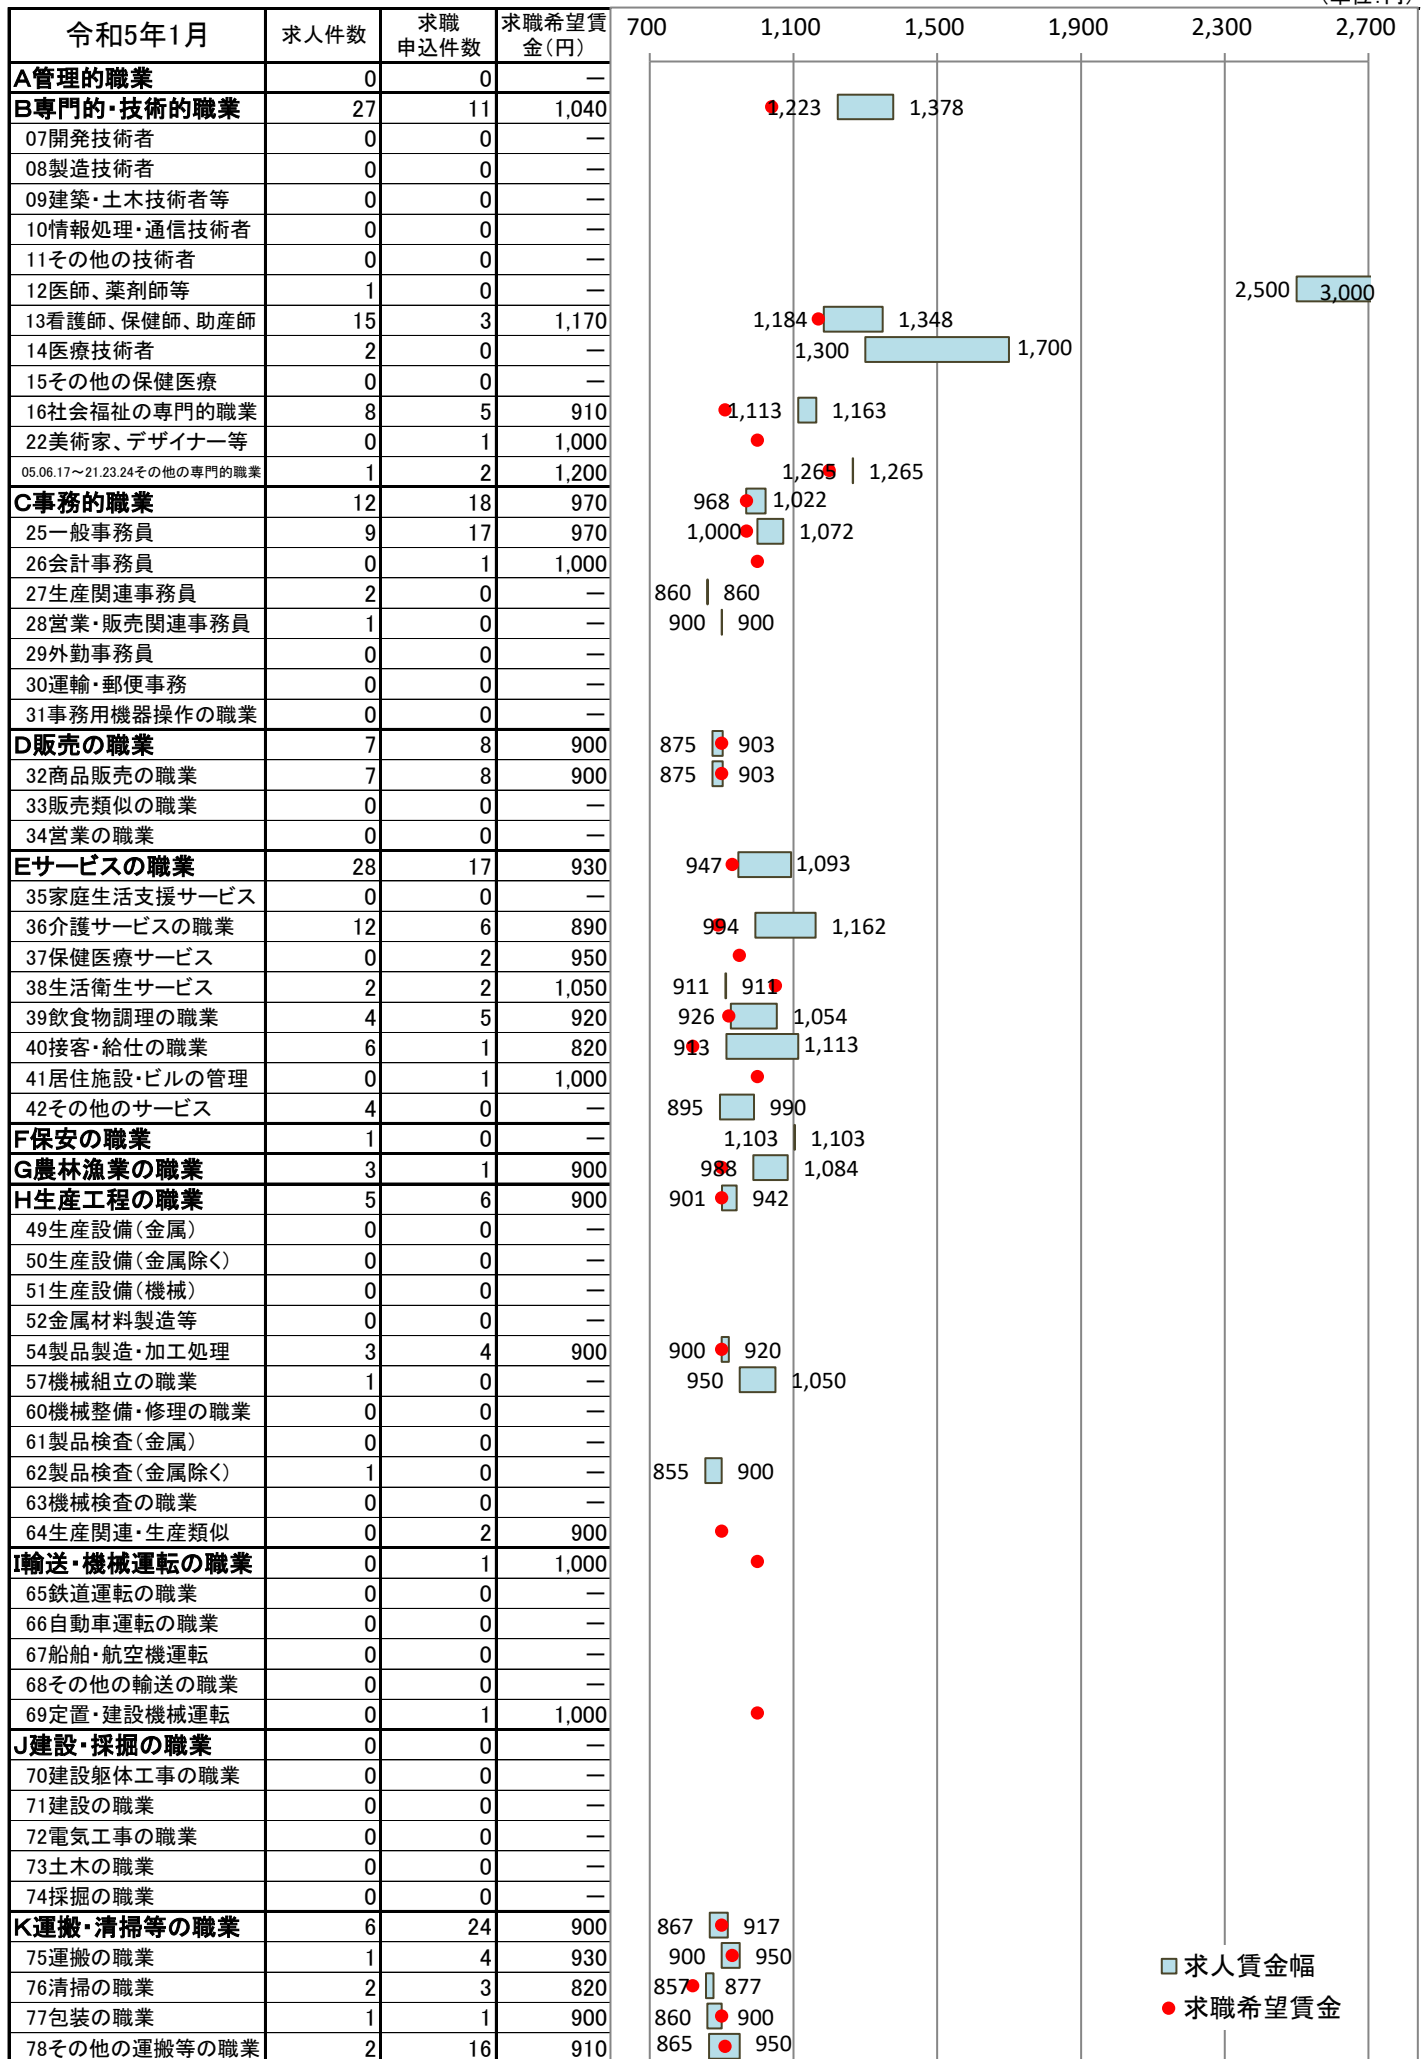 (単位:円)
令和5年1月 求人件数 求職申込件数 求職希望賃金(円) 700 1,100 1,500 1,900 2,300 2,700
A管理的職業 0 0 ―
B専門的・技術的職業 27 11 1,040 1,223 1,378
07開発技術者 0 0 ―
08製造技術者 0 0 ―
09建築・土木技術者等 0 0 ―
10情報処理・通信技術者 0 0 ―
11その他の技術者 0 0 ―
12医師、薬剤師等 1 0 ― 2,500 3,000
13看護師、保健師、助産師 15 3 1,170 1,184 1,348
14医療技術者 2 0 ― 1,300 1,700
15その他の保健医療 0 0 ―
16社会福祉の専門的職業 8 5 910 1,113 1,163
22美術家、デザイナー等 0 1 1,000
05.06.17～21.23.24その他の専門的職業 1 2 1,200 1,265 1,265
C事務的職業 12 18 970 968 1,022
25一般事務員 9 17 970 1,000 1,072
26会計事務員 0 1 1,000
27生産関連事務員 2 0 ― 860 860
28営業・販売関連事務員 1 0 ― 900 900
29外勤事務員 0 0 ―
30運輸・郵便事務 0 0 ―
31事務用機器操作の職業 0 0 ―
D販売の職業 7 8 900 875 903
32商品販売の職業 7 8 900 875 903
33販売類似の職業 0 0 ―
34営業の職業 0 0 ―
Eサービスの職業 28 17 930 947 1,093
35家庭生活支援サービス 0 0 ―
36介護サービスの職業 12 6 890 994 1,162
37保健医療サービス 0 2 950
38生活衛生サービス 2 2 1,050 911 911
39飲食物調理の職業 4 5 920 926 1,054
40接客・給仕の職業 6 1 820 913 1,113
41居住施設・ビルの管理 0 1 1,000
42その他のサービス 4 0 ― 895 990
F保安の職業 1 0 ― 1,103 1,103
G農林漁業の職業 3 1 900 988 1,084
H生産工程の職業 5 6 900 901 942
49生産設備(金属) 0 0 ―
50生産設備(金属除く) 0 0 ―
51生産設備(機械) 0 0 ―
52金属材料製造等 0 0 ―
54製品製造・加工処理 3 4 900 900 920
57機械組立の職業 1 0 ― 950 1,050
60機械整備・修理の職業 0 0 ―
61製品検査(金属) 0 0 ―
62製品検査(金属除く) 1 0 ― 855 900
63機械検査の職業 0 0 ―
64生産関連・生産類似 0 2 900
I輸送・機械運転の職業 0 1 1,000
65鉄道運転の職業 0 0 ―
66自動車運転の職業 0 0 ―
67船舶・航空機運転 0 0 ―
68その他の輸送の職業 0 0 ―
69定置・建設機械運転 0 1 1,000
J建設・採掘の職業 0 0 ―
70建設躯体工事の職業 0 0 ―
71建設の職業 0 0 ―
72電気工事の職業 0 0 ―
73土木の職業 0 0 ―
74採掘の職業 0 0 ―
K運搬・清掃等の職業 6 24 900 867 917
75運搬の職業 1 4 930 900 950
76清掃の職業 2 3 820 857 877
77包装の職業 1 1 900 860 900
78その他の運搬等の職業 2 16 910 865 950
求人賃金幅
求職希望賃金